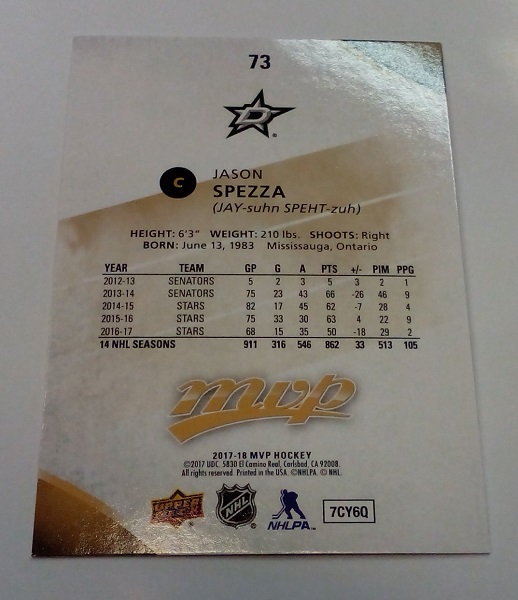 73
D
C
JASON
SPEZZA
(JAY-suhn SPEHT-zuh)
HEIGHT: 6'3" WEIGHT: 210 lbs. SHOOTS: Right
BORN: June 13, 1983 Mississauga, Ontario
YEAR TEAM GP G A PTS +/- PIM PPG
2012-13 SENATORS 5 2 3 5 3 2 1
2013-14 SENATORS 75 23 43 66 -26 46 9
2014-15 STARS 82 17 45 62 -7 28 4
2015-16 STARS 75 33 30 63 4 22 9
2016-17 STARS 68 15 35 50 -18 29 2
14 NHL SEASONS 911 316 546 862 33 513 105
mvp
2017-18 MVP HOCKEY
©2017 UDC. 5830 El Camino Real, Carlsbad, CA 92008.
All rights reserved. Printed in the USA. ©NHLPA. © NHL.
UPPER DECK NHL NHLPA 7CY6Q